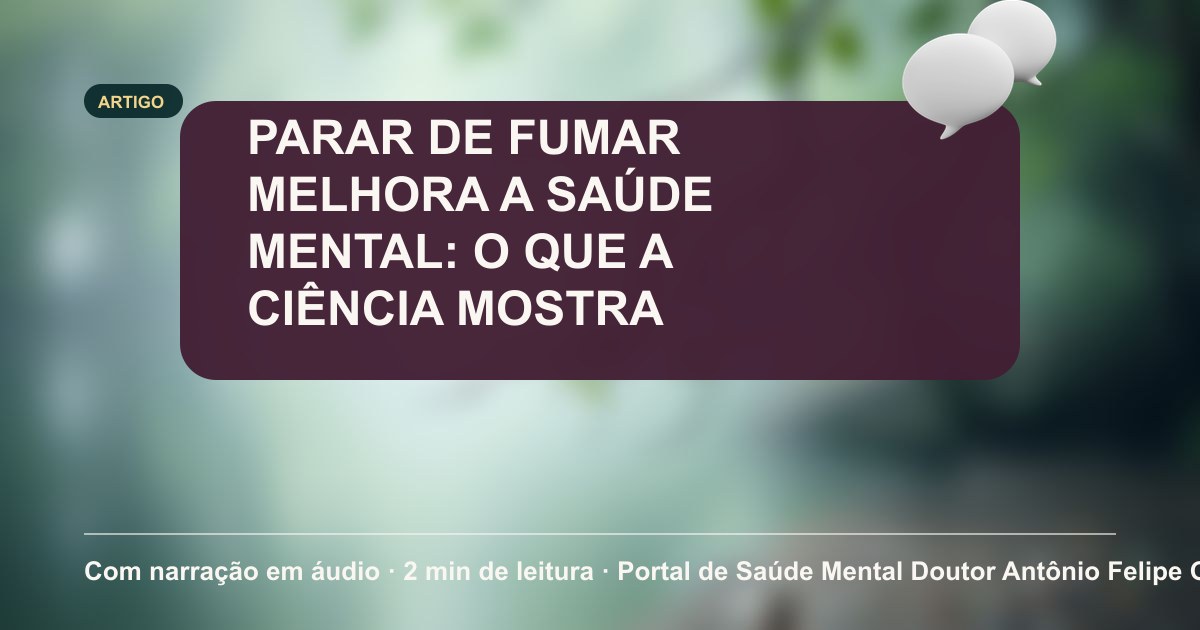 ARTIGO
PARAR DE FUMAR
MELHORA A SAÚDE
MENTAL: O QUE A
CIÊNCIA MOSTRA
Com narração em áudio · 2 min de leitura · Portal de Saúde Mental Doutor Antônio Felipe